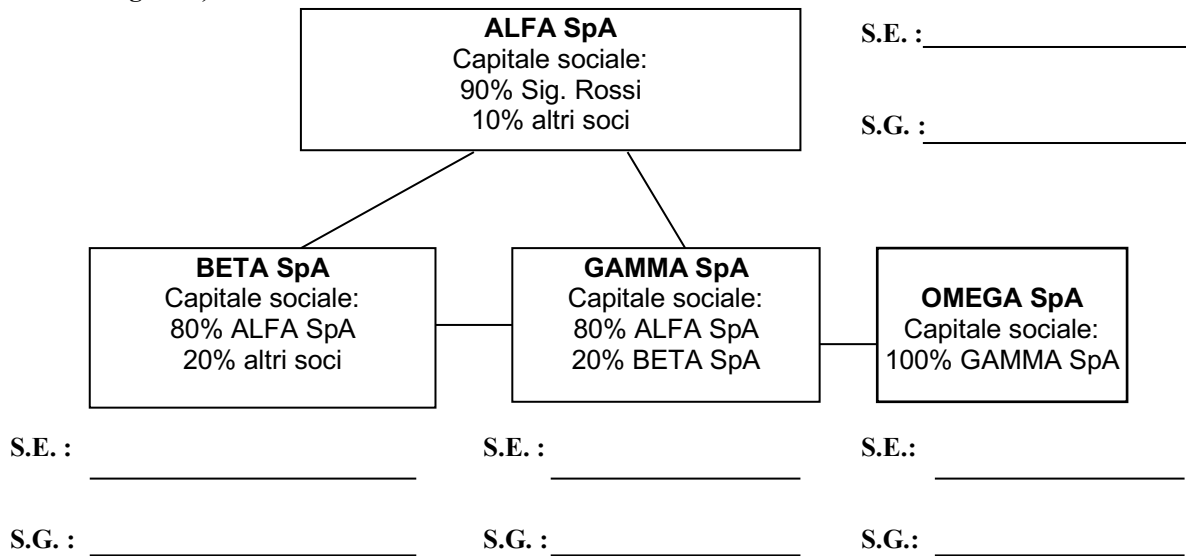 ALFA SpA
Capitale sociale:
90% Sig. Rossi
10% altri soci
S.E. :
S.G. :
BETA SpA
Capitale sociale:
80% ALFA SpA
20% altri soci
GAMMA SpA
Capitale sociale:
80% ALFA SpA
20% BETA SpA
OMEGA SpA
Capitale sociale:
100% GAMMA SpA
S.E. :
S.E. :
S.E.:
S.G. :
S.G. :
S.G.: